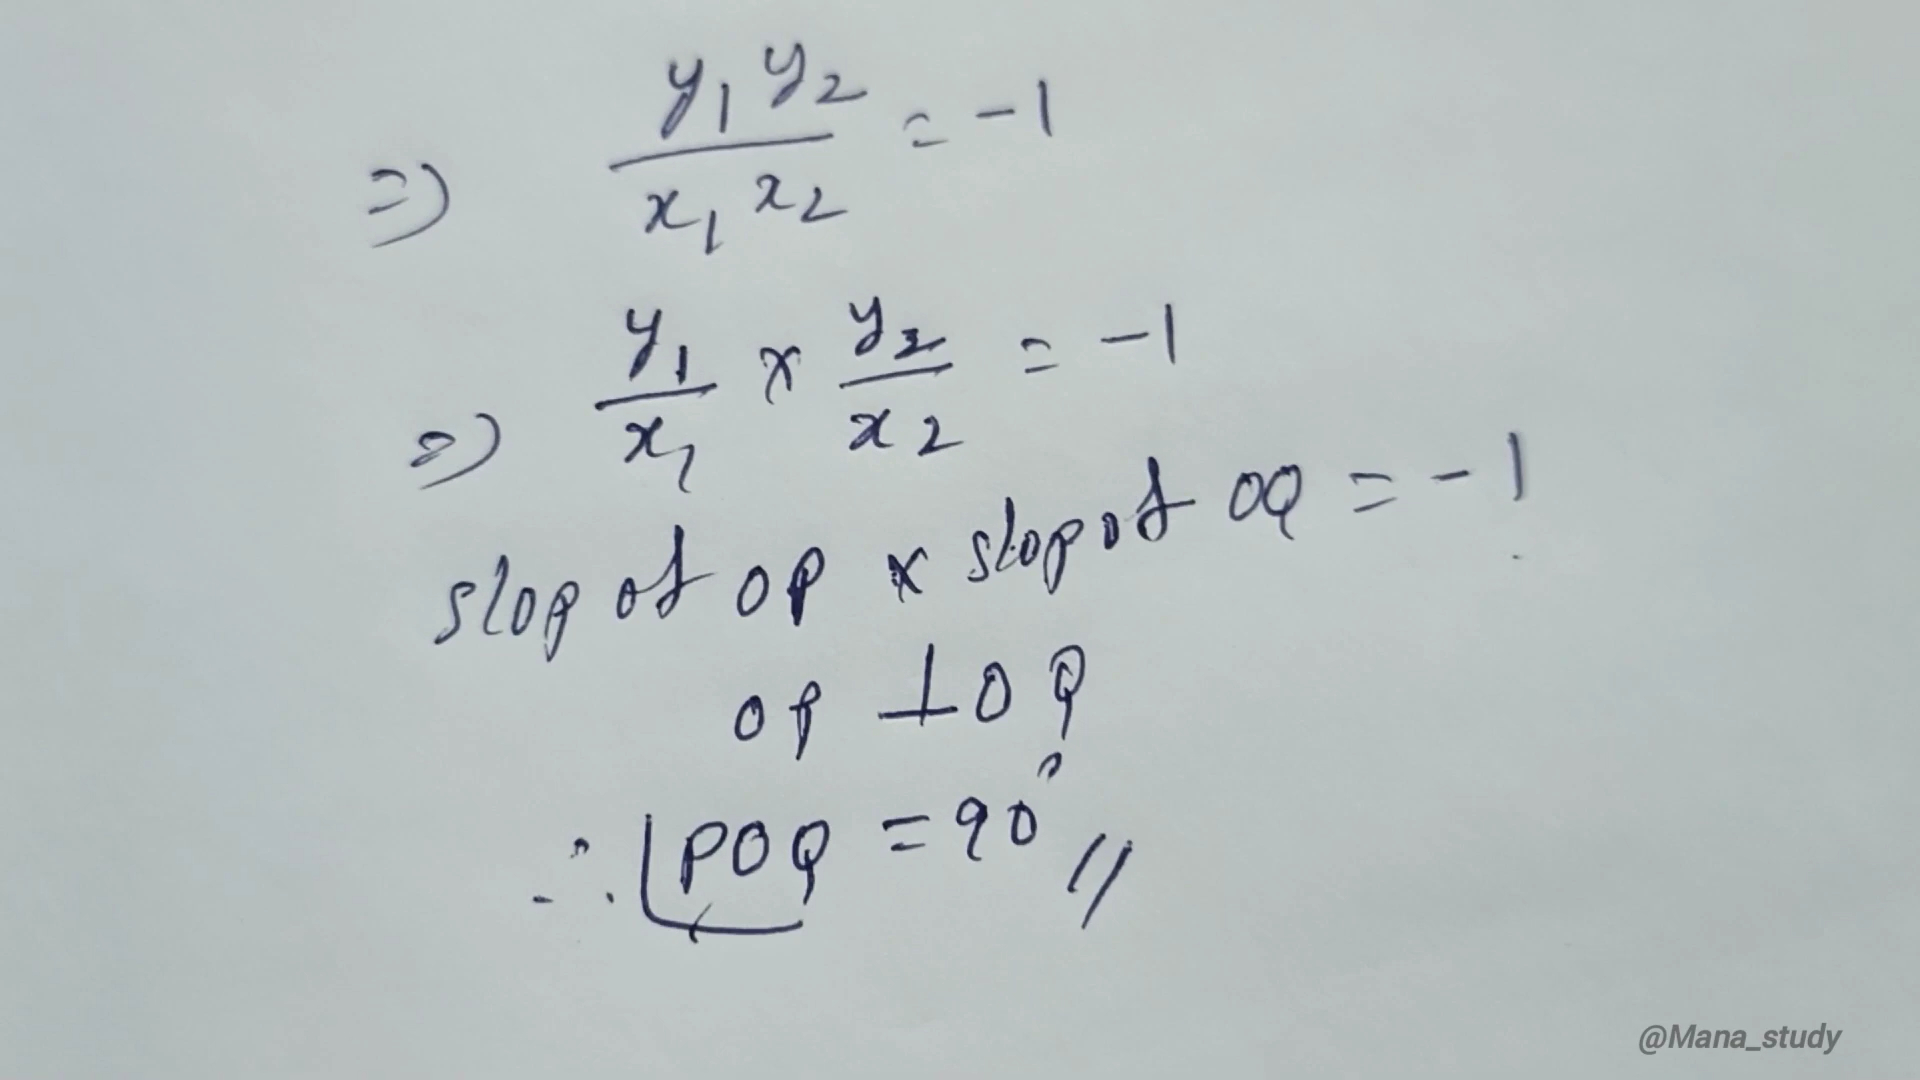 => y₁ y₂ / x₁ x₂ = -1
=> y₁ / x₁ × y₂ / x₂ = -1
slop of OP × slop of OQ = -1
OP ⊥ OQ
∴ ∠POQ = 90° //
@Mana_study